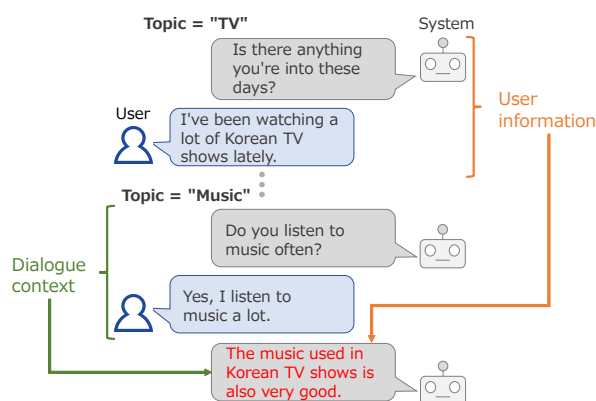 Topic = "TV"
System
Is there anything
you're into these
days?
User
information
User
I've been watching a
lot of Korean TV
shows lately.
Topic = "Music"
Do you listen to
music often?
Dialogue
context
Yes, I listen to
music a lot.
The music used in
Korean TV shows is
also very good.